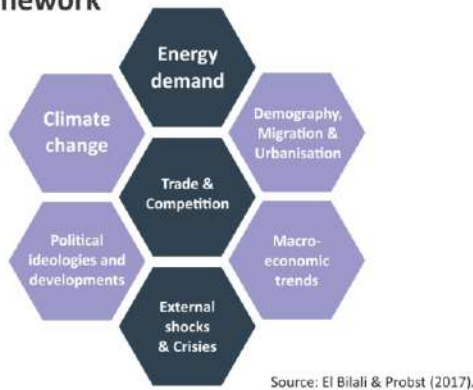 Energy
demand
Climate
change
Demography,
Migration &
Urbanisation
Trade &
Competition
Political
ideologies and
developments
Macro-
economic
trends
External
shocks
& Crisies
Source: El Bilali & Probst (2017).